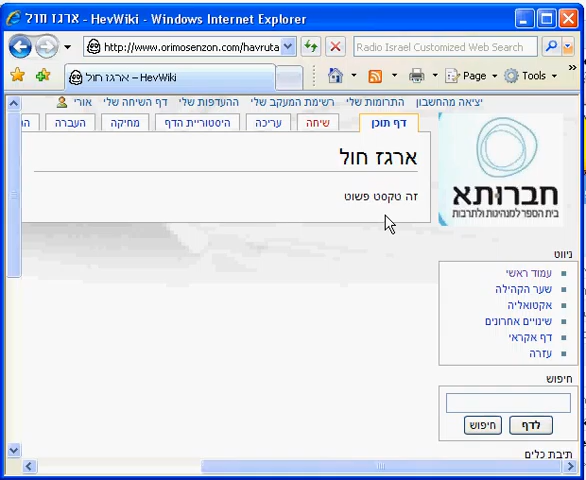 ארגז חול - HevWiki - Windows Internet Explorer
http://www.orimosenzon.com/havruta
Radio Israel Customized Web Search
ארגז חול – HevWiki
Page
Tools
אורי דף השיחה שלי ההעדפות שלי רשימת המעקב שלי התרומות שלי יציאה מהחשבון
דף תוכן שיחה עריכה היסטוריית הדף מחיקה העברה
ארגז חול
זה טקסט פשוט
חברותא
בית הספר למנהיגות ולתרבות
ניווט
עמוד ראשי
שער הקהילה
אקטואליה
שינויים אחרונים
דף אקראי
עזרה
חיפוש
לדף חיפוש
תיבת כלים